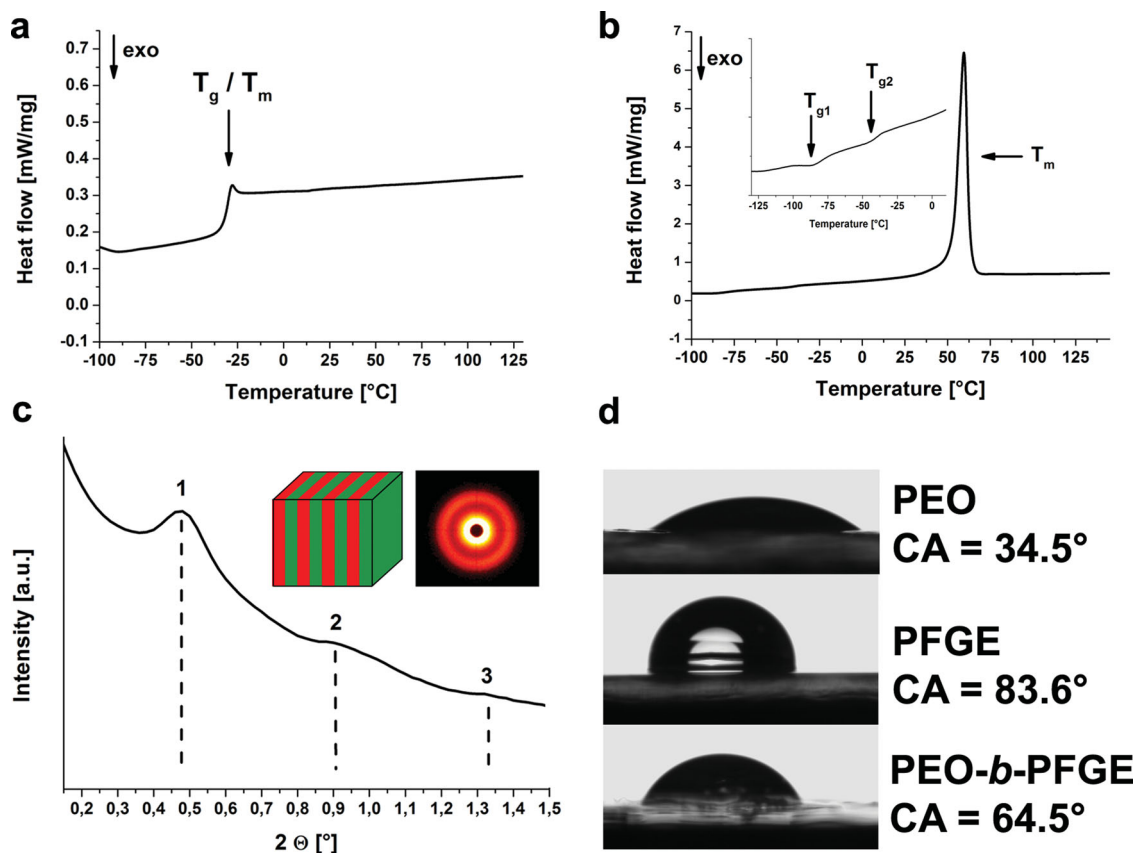 a
exo
Tg / Tm
Heat flow [mW/mg]
0.7
0.6
0.5
0.4
0.3
0.2
0.1
0.0
-0.1
-100 -75 -50 -25 0 25 50 75 100 125
Temperature [°C]
b
exo
Tg1
Tg2
Tm
Heat flow [mW/mg]
7
6
5
4
3
2
1
0
-1
-125 -100 -75 -50 -25 0
Temperature [°C]
-100 -75 -50 -25 0 25 50 75 100 125
Temperature [°C]
c
1
2
3
Intensity [a.u.]
0,2 0,3 0,4 0,5 0,6 0,7 0,8 0,9 1,0 1,1 1,2 1,3 1,4 1,5
2 Θ [°]
d
PEO
CA = 34.5°
PFGE
CA = 83.6°
PEO-b-PFGE
CA = 64.5°